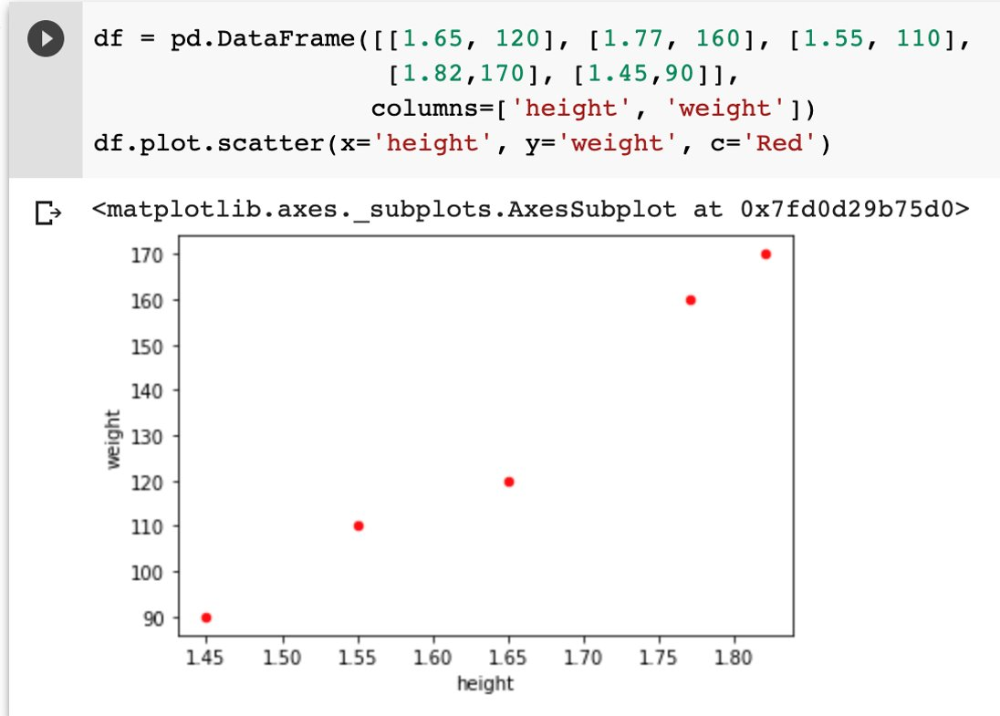 df = pd.DataFrame([[1.65, 120], [1.77, 160], [1.55, 110],
[1.82,170], [1.45,90]],
columns=['height', 'weight'])
df.plot.scatter(x='height', y='weight', c='Red')
<matplotlib.axes._subplots.AxesSubplot at 0x7fd0d29b75d0>
170
160
150
140
130
120
110
100
90
weight
1.45 1.50 1.55 1.60 1.65 1.70 1.75 1.80
height